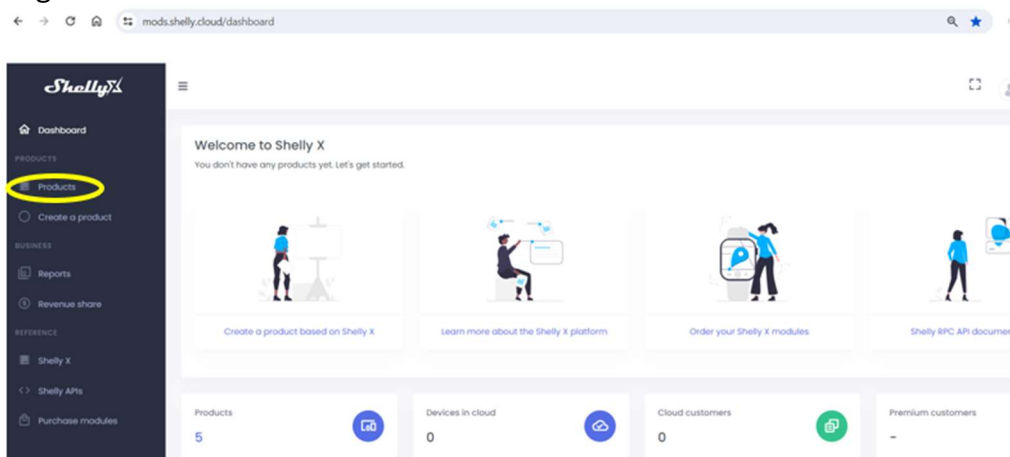 mods.shelly.cloud/dashboard
ShellyX
Dashboard
PRODUCTS
Products
Create a product
BUSINESS
Reports
Revenue share
REFERENCE
Shelly X
Shelly APIs
Purchase modules
Welcome to Shelly X
You don't have any products yet. Let's get started.
Create a product based on Shelly X
Learn more about the Shelly X platform
Order your Shelly X modules
Shelly RPC API documen
Products
5
Devices in cloud
0
Cloud customers
0
Premium customers
-